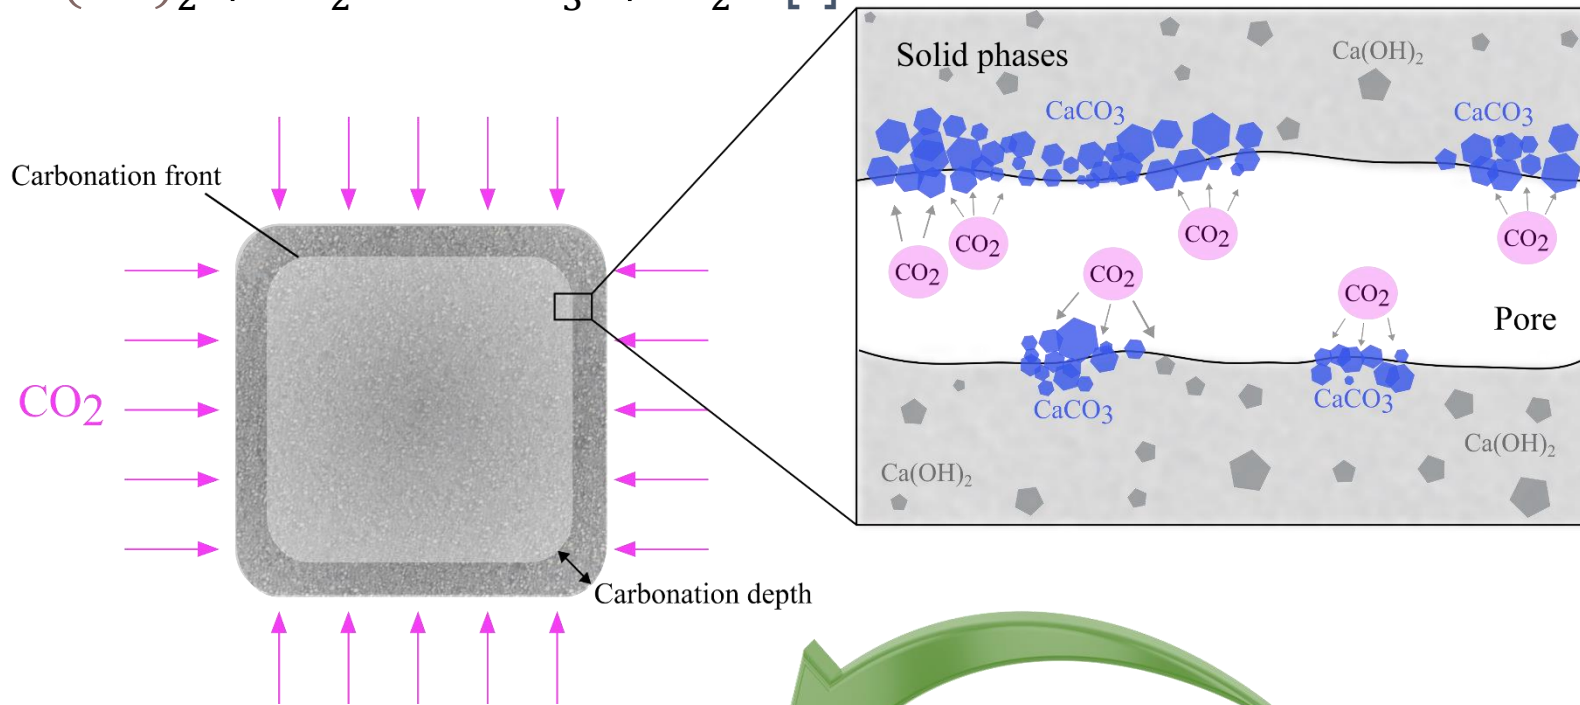 Solid phases
Ca(OH)₂
CaCO₃
CaCO₃
Carbonation front
CO₂
CO₂
CO₂
CO₂
CO₂
CO₂
Pore
CO₂
CaCO₃
CaCO₃
Ca(OH)₂
Ca(OH)₂
Carbonation depth